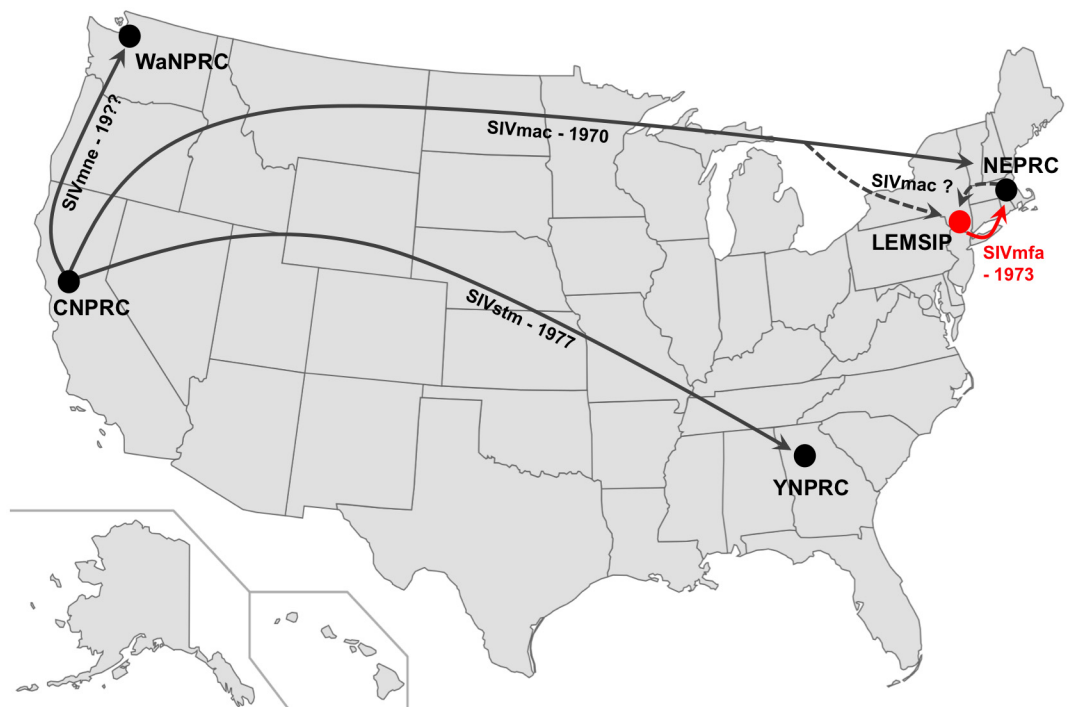 WaNPRC
SIVmne - 19??
SIVmac - 1970
NEPRC
SIVmac ?
LEMSIP
SIVmfa
- 1973
CNPRC
SIVstm - 1977
YNPRC